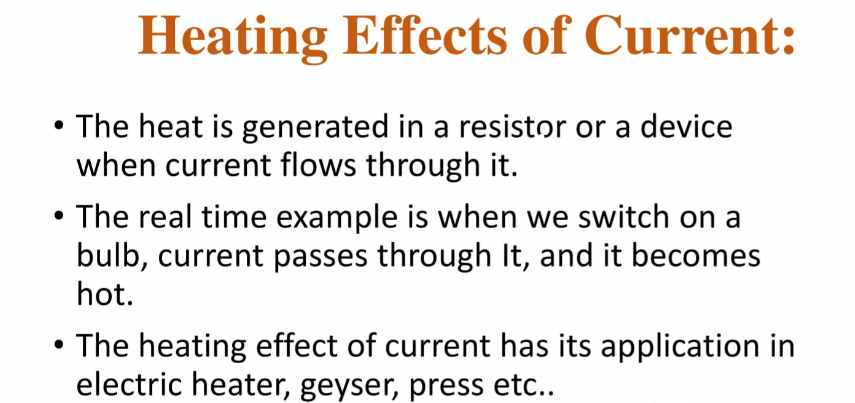 Heating Effects of Current:
• The heat is generated in a resistor or a device
when current flows through it.
• The real time example is when we switch on a
bulb, current passes through It, and it becomes
hot.
• The heating effect of current has its application in
electric heater, geyser, press etc..